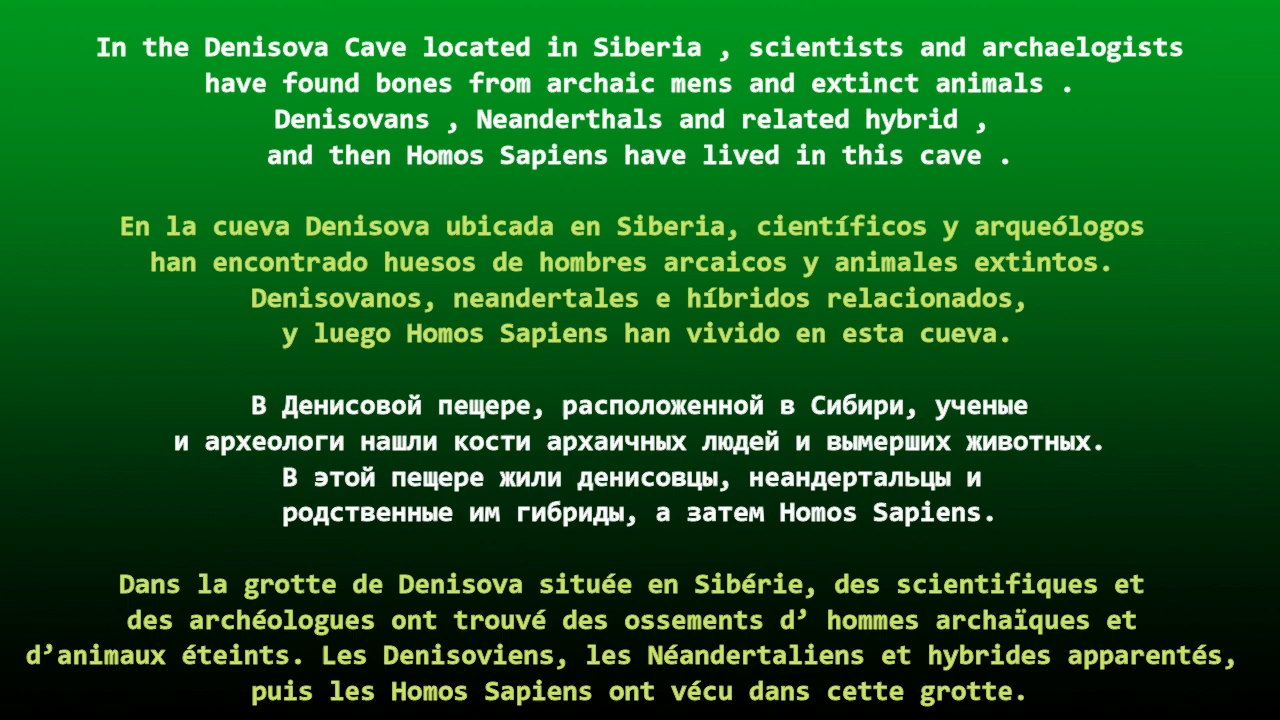 In the Denisova Cave located in Siberia , scientists and archaelogists
have found bones from archaic mens and extinct animals .
Denisovans , Neanderthals and related hybrid ,
and then Homos Sapiens have lived in this cave .
En la cueva Denisova ubicada en Siberia, científicos y arqueólogos
han encontrado huesos de hombres arcaicos y animales extintos.
Denisovanos, neandertales e híbridos relacionados,
y luego Homos Sapiens han vivido en esta cueva.
В Денисовой пещере, расположенной в Сибири, ученые
и археологи нашли кости архаичных людей и вымерших животных.
В этой пещере жили денисовцы, неандертальцы и
родственные им гибриды, а затем Homos Sapiens.
Dans la grotte de Denisova située en Sibérie, des scientifiques et
des archéologues ont trouvé des ossements d’ hommes archaïques et
d’animaux éteints. Les Denisoviens, les Néandertaliens et hybrides apparentés,
puis les Homos Sapiens ont vécu dans cette grotte.